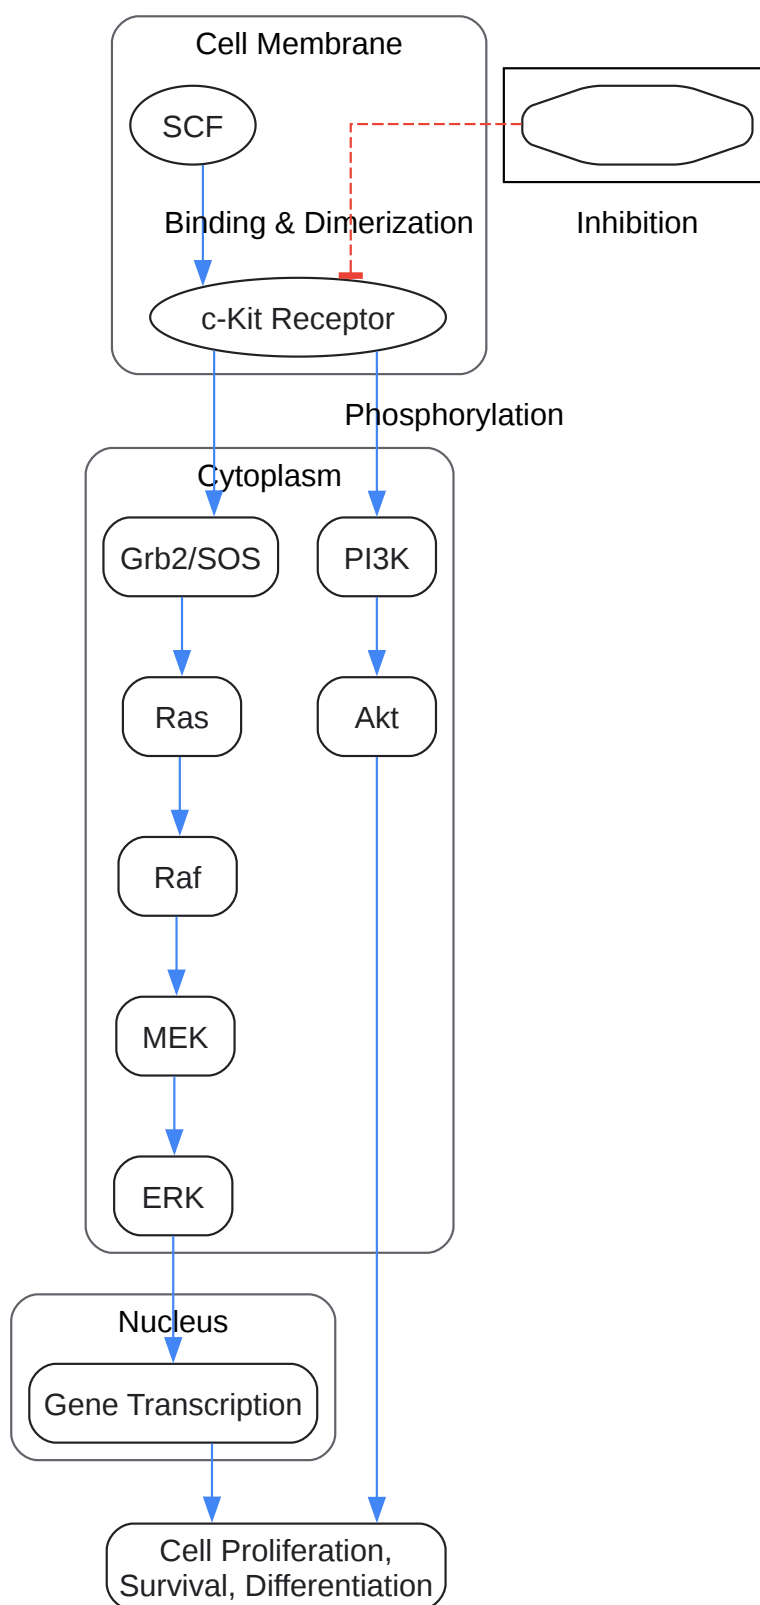 Cell Membrane
SCF
Binding & Dimerization
Inhibition
c-Kit Receptor
Phosphorylation
Cytoplasm
Grb2/SOS
PI3K
Ras
Akt
Raf
MEK
ERK
Nucleus
Gene Transcription
Cell Proliferation,
Survival, Differentiation